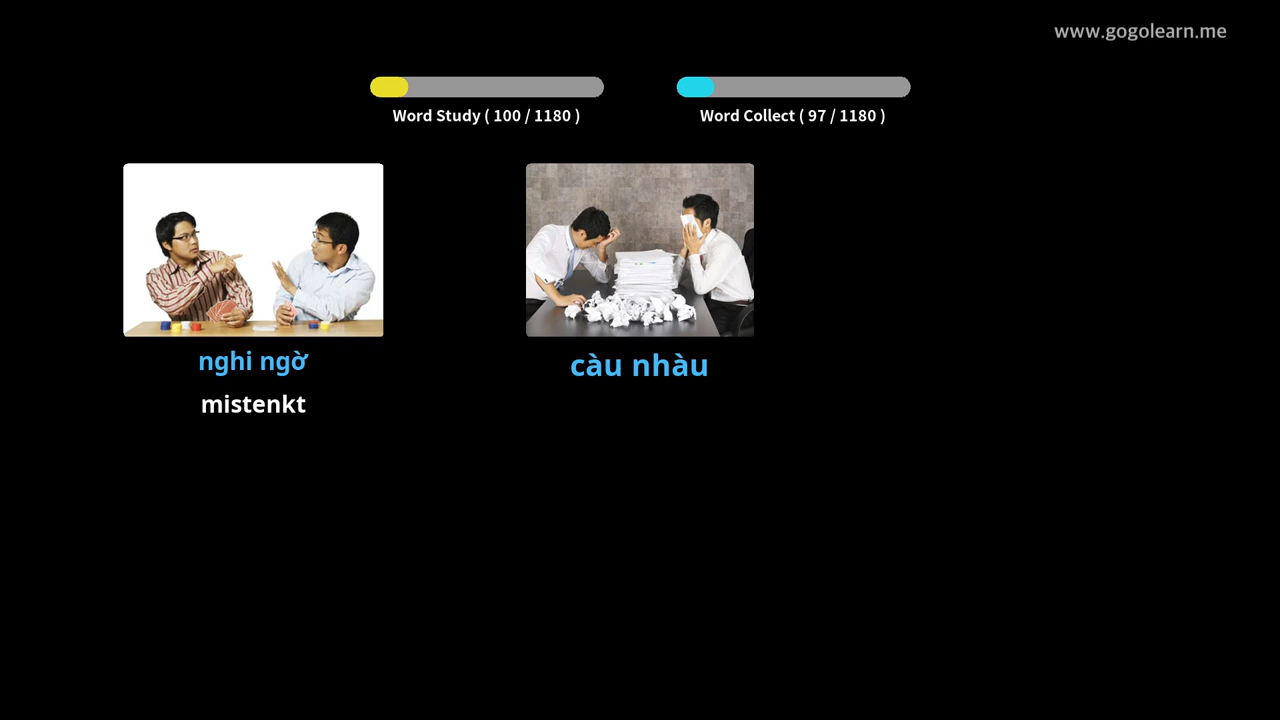 www.gogolearn.me
Word Study ( 100 / 1180 )
Word Collect ( 97 / 1180 )
nghi ngờ
mistenkt
càu nhàu